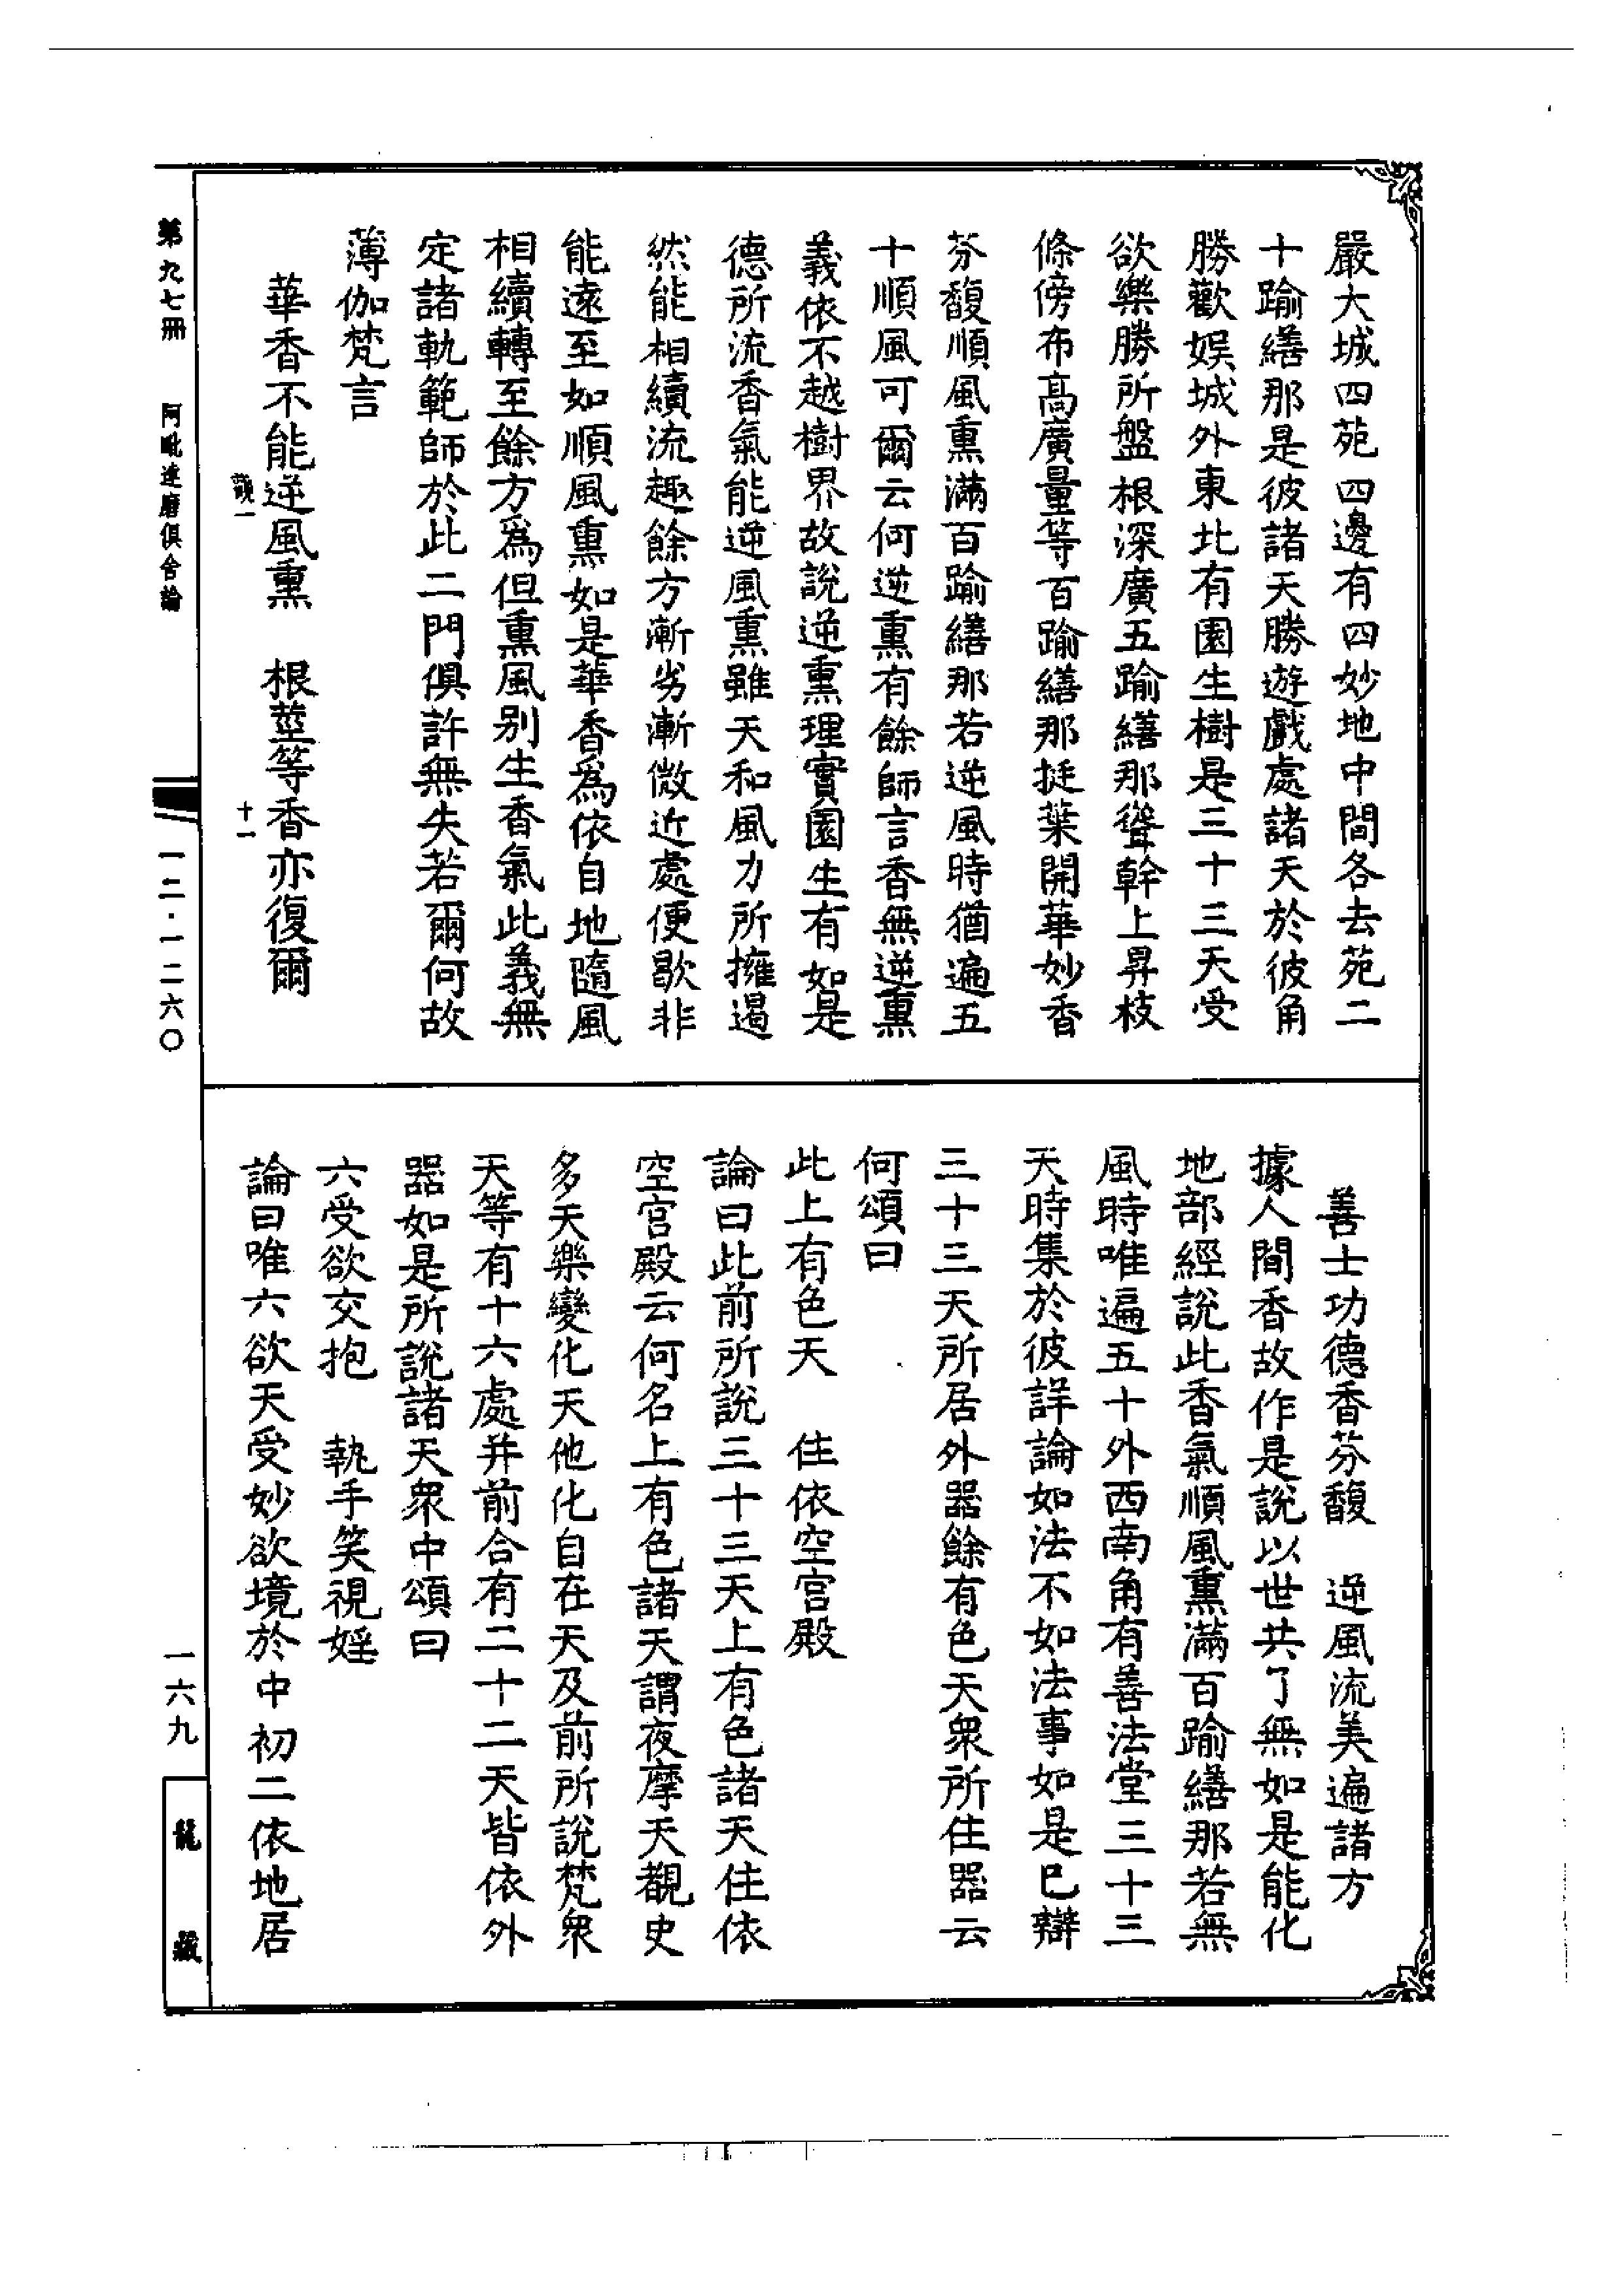 嚴大城四苑四邊有四妙地中間各去苑二
十踰繕那是彼諸天勝遊戲處諸天於彼角
勝歡娛城外東北有園生樹是三十三天受
欲樂勝所盤根深廣五踰繕那聳幹上昇枝
條傍布高廣量等百踰繕那挺葉開華妙香
芬馥順風熏滿百踰繕那若逆風時猶遍五
十順風可爾云何逆熏有餘師言香無逆熏
義依不越樹界故說逆熏理實圓生有如是
德所流香氣能逆風熏雖天和風力所擁遏
然能相續流趣餘方漸劣漸微近處便歇非
能遠至如順風熏如是華香為依自地隨風
相續轉至餘方為但熏風別生香氣此義無
定諸軌範師於此二門俱許無失若爾何故
薄伽梵言
華香不能逆風熏　根莖等香亦復爾
觀一
十一
善士功德香芬馥　逆風流美遍諸方
據人間香故作是說以世共了無如是能化
地部經說此香氣順風熏滿百踰繕那若無
風時唯遍五十外西南角有善法堂三十三
天時集於彼詳論如法不如法事如是已辯
三十三天所居外器餘有色天衆所住器云
何頌曰
此上有色天　住依空宮殿
論曰此前所說三十三天上有色諸天住依
空宮殿云何名上有色諸天謂夜摩天覩史
多天樂變化天他化自在天及前所說梵衆
天等有十六處并前合有二十二天皆依外
器如是所說諸天衆中頌曰
六受欲交抱　執手笑視婬
論曰唯六欲天受妙欲境於中初二依地居
第九七冊　阿毗達磨俱舍論
一二·一二六〇
一六九
龍藏